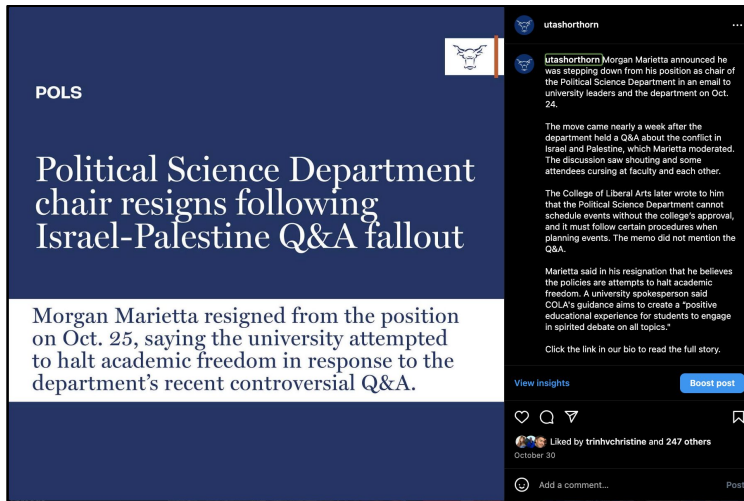 POLS
Political Science Department
chair resigns following
Israel-Palestine Q&A fallout
Morgan Marietta resigned from the position
on Oct. 25, saying the university attempted
to halt academic freedom in response to the
department's recent controversial Q&A.
utashorthorn
utashorthorn Morgan Marietta announced he
was stepping down from his position as chair of
the Political Science Department in an email to
university leaders and the department on Oct.
24.
The move came nearly a week after the
department held a Q&A about the conflict in
Israel and Palestine, which Marietta moderated.
The discussion saw shouting and some
attendees cursing at faculty and each other.
The College of Liberal Arts later wrote to him
that the Political Science Department cannot
schedule events without the college's approval,
and it must follow certain procedures when
planning events. The memo did not mention the
Q&A.
Marietta said in his resignation that he believes
the policies are attempts to halt academic
freedom. A university spokesperson said
COLA's guidance aims to create a "positive
educational experience for students to engage
in spirited debate on all topics."
Click the link in our bio to read the full story.
View insights
Boost post
Liked by trinhvchristine and 247 others
October 30
Add a comment...
Post